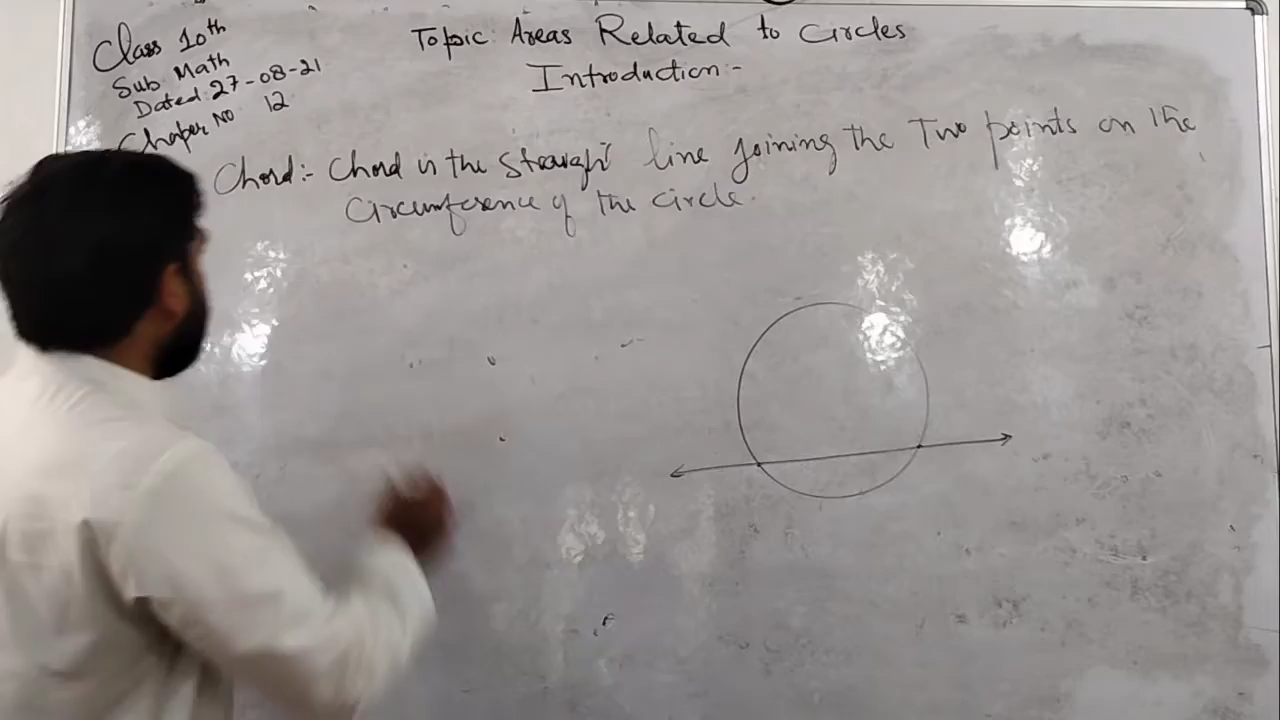 Class 10th
Sub Math
Dated 27-08-21
Chaper No 12
Topic: Areas Related to Circles
Introduction:-
Chord:- Chord is the straight line joining the Two points on the
Circumference of the circle.